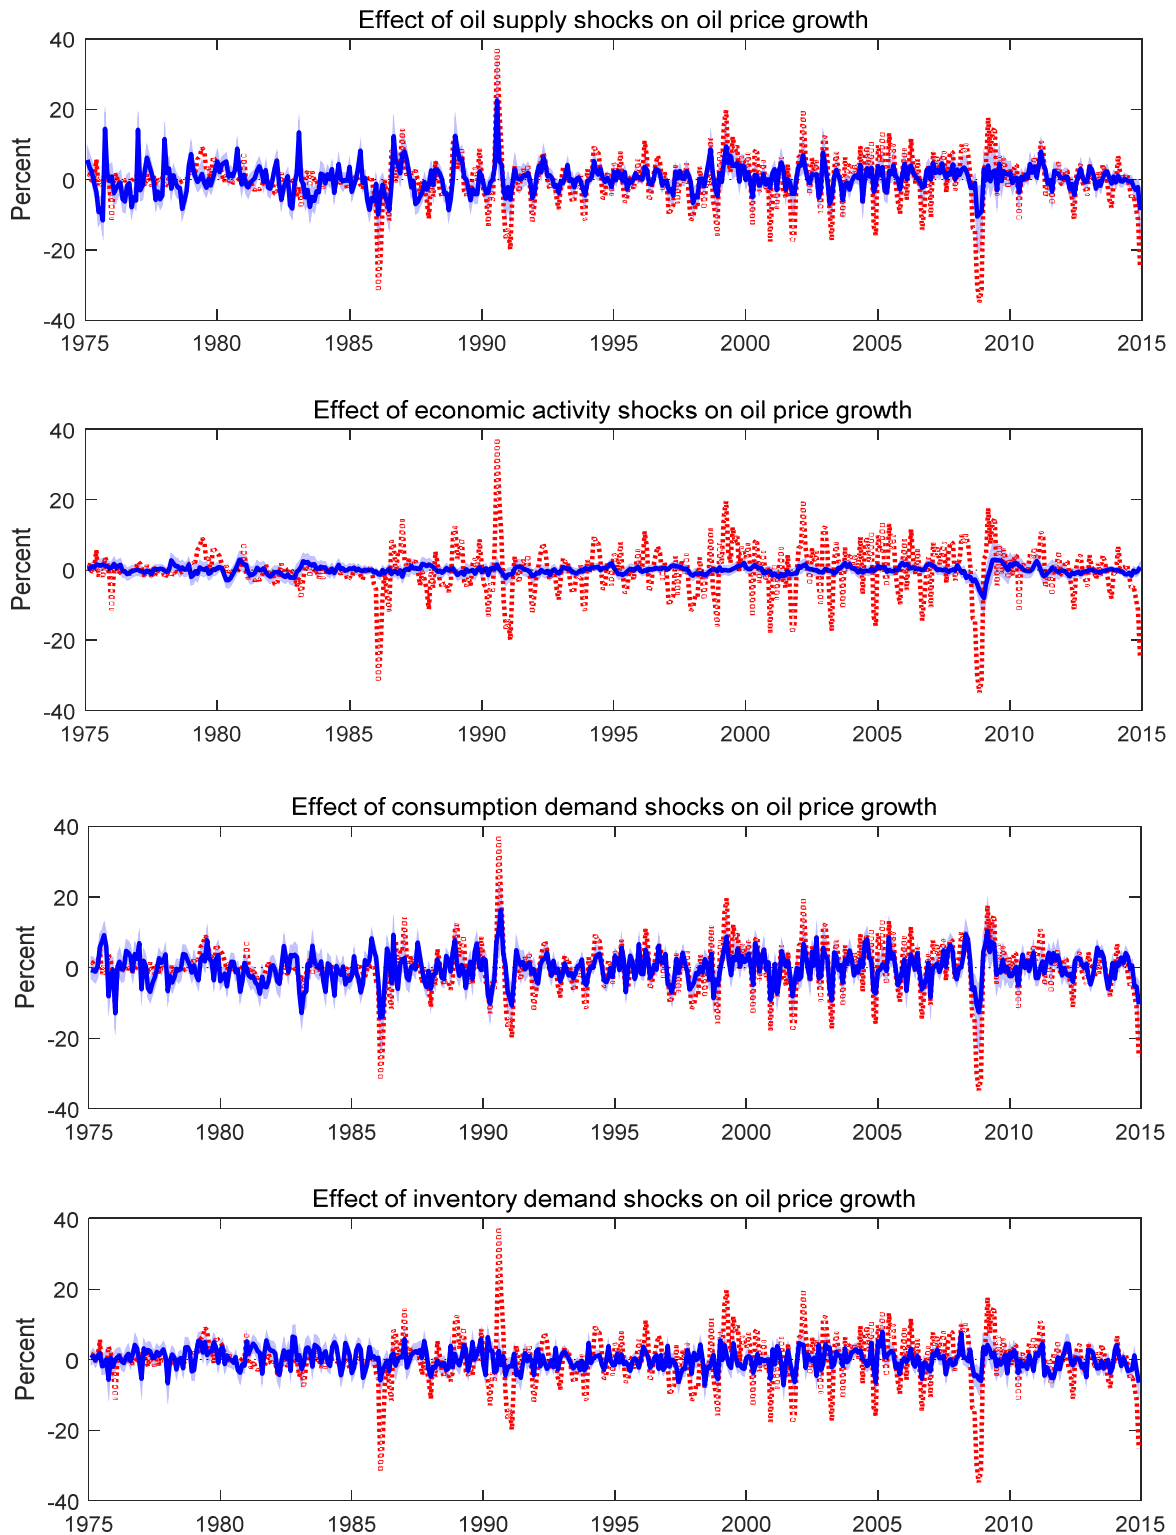 Effect of oil supply shocks on oil price growth
40
20
0
-20
-40
Percent
1975 1980 1985 1990 1995 2000 2005 2010 2015
Effect of economic activity shocks on oil price growth
40
20
0
-20
-40
Percent
1975 1980 1985 1990 1995 2000 2005 2010 2015
Effect of consumption demand shocks on oil price growth
40
20
0
-20
-40
Percent
1975 1980 1985 1990 1995 2000 2005 2010 2015
Effect of inventory demand shocks on oil price growth
40
20
0
-20
-40
Percent
1975 1980 1985 1990 1995 2000 2005 2010 2015